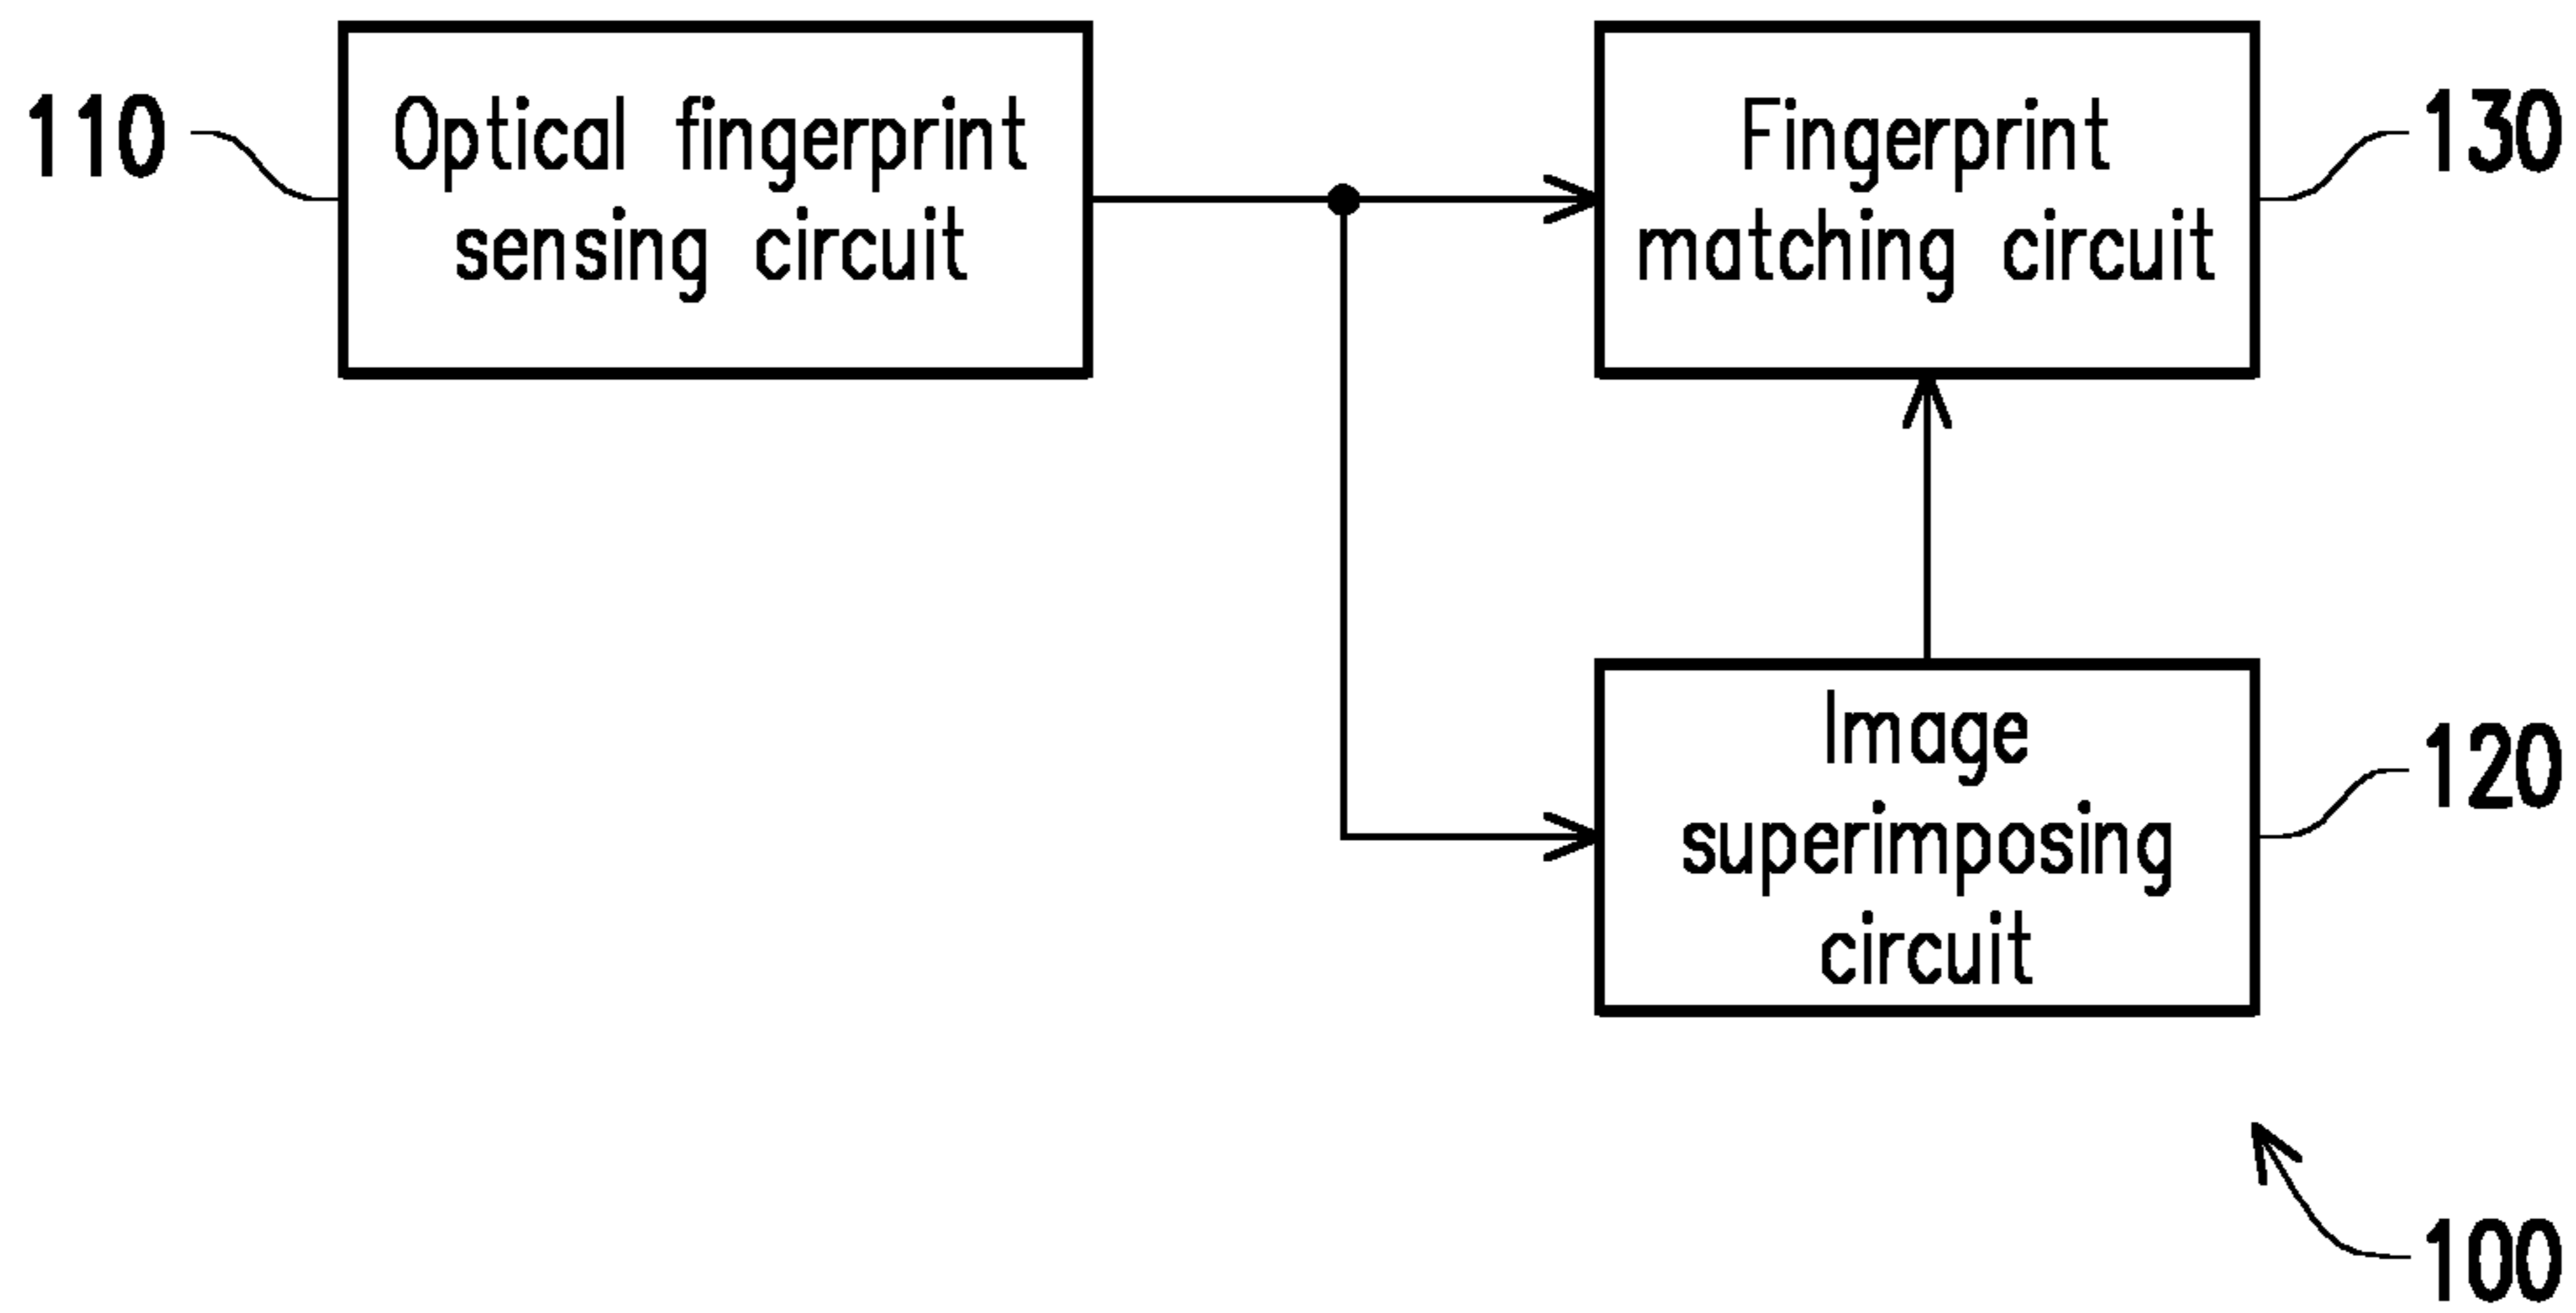 110
Optical fingerprint
sensing circuit
Fingerprint
matching circuit
130
Image
superimposing
circuit
120
100